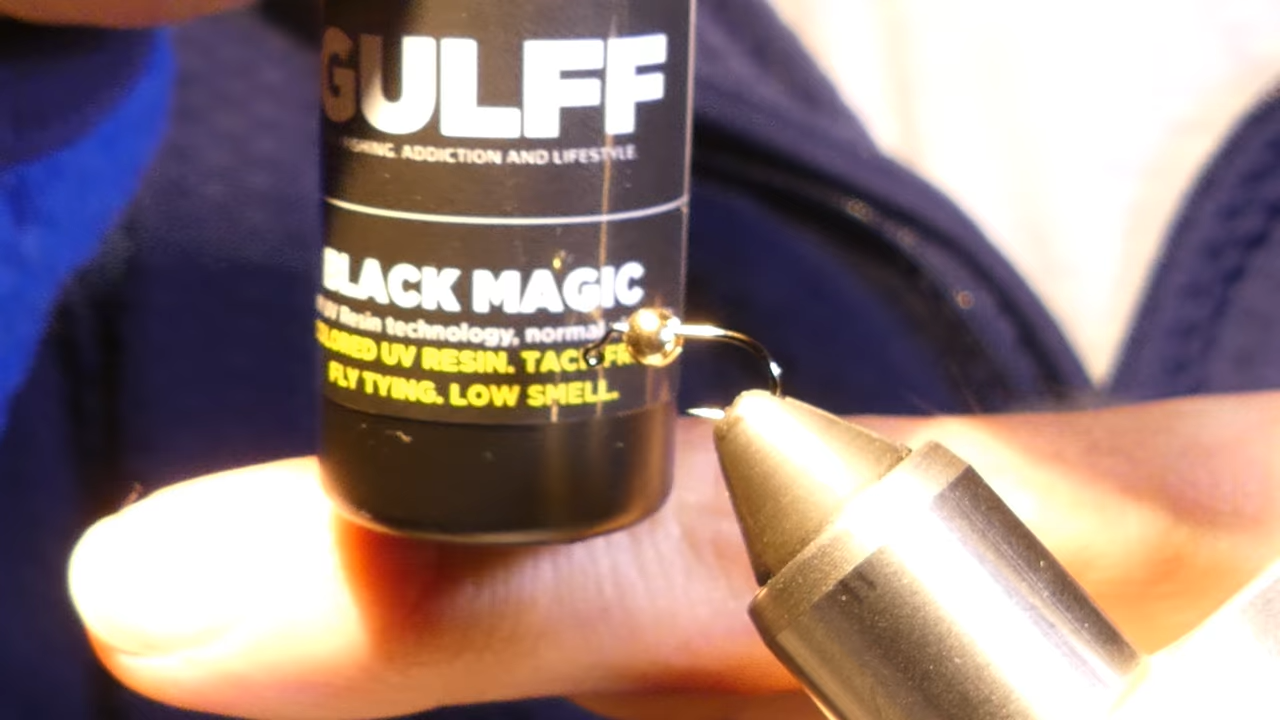 GULFF
ADDICTION AND LIFESTYLE
BLACK MAGIC
UV Resin technology, normal
UV RESIN.
FLY TYING. LOW SMELL.